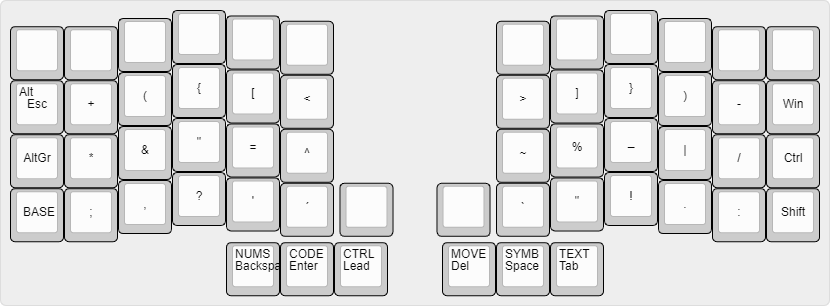 Alt
Esc + ( { [ < > ] } ) - Win
AltGr * & " = ^ ~ % – | / Ctrl
BASE ; , ? ' ´ ` " ! . : Shift
NUMS CODE CTRL MOVE SYMB TEXT
Backspa Enter Lead Del Space Tab